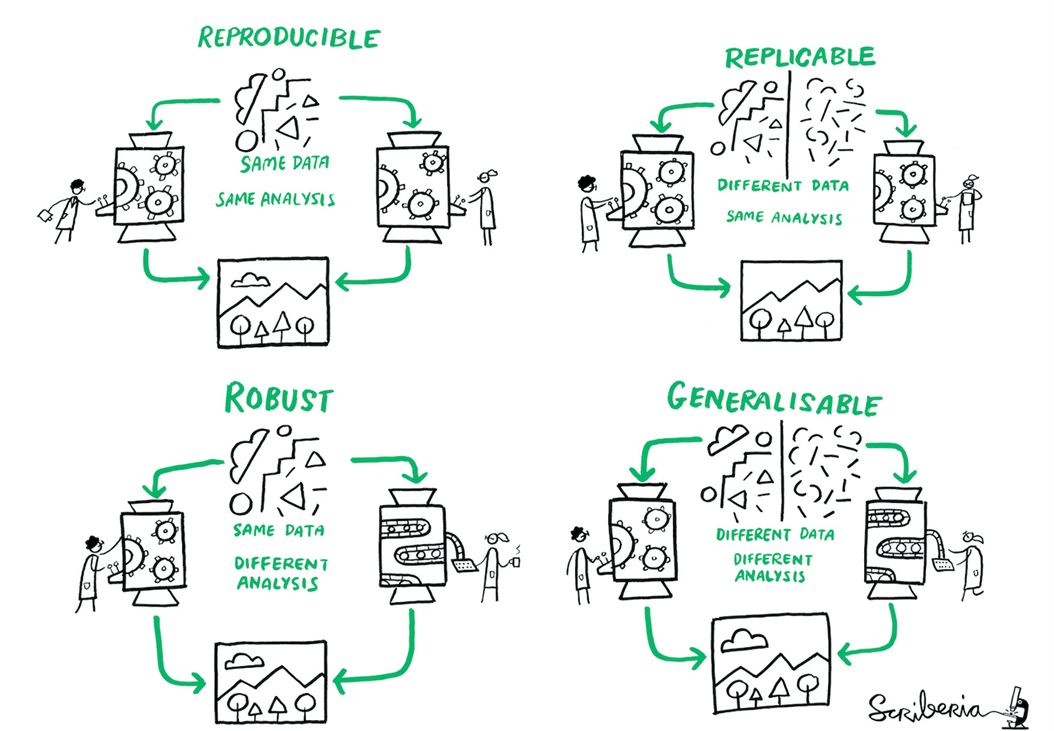 REPRODUCIBLE
SAME DATA
SAME ANALYSIS
REPLICABLE
DIFFERENT DATA
SAME ANALYSIS
ROBUST
SAME DATA
DIFFERENT
ANALYSIS
GENERALISABLE
DIFFERENT DATA
DIFFERENT
ANALYSIS
Scriberia